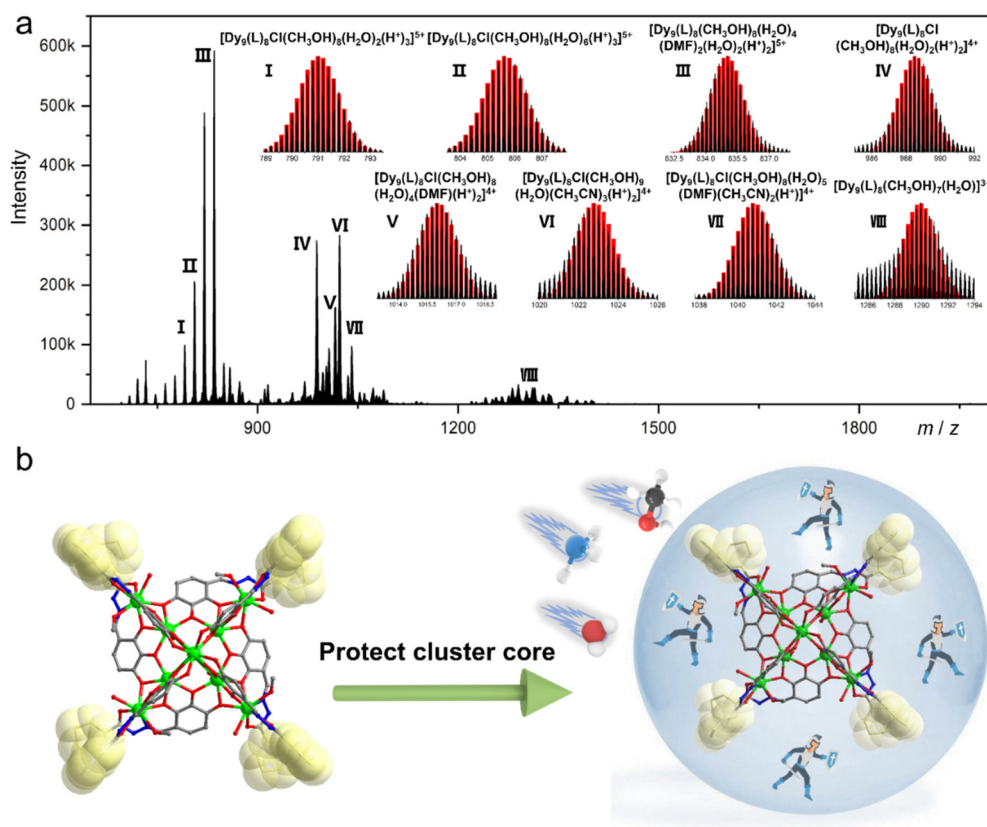 a
[Dy₉(L)₈Cl(CH₃OH)₈(H₂O)₂(H⁺)₃]⁵⁺
[Dy₉(L)₈Cl(CH₃OH)₈(H₂O)₆(H⁺)₃]⁵⁺
[Dy₉(L)₈(CH₃OH)₈(H₂O)₄
(DMF)₂(H₂O)₂(H⁺)₂]⁵⁺
[Dy₉(L)₈Cl
(CH₃OH)₈(H₂O)₂(H⁺)₂]⁴⁺
I
II
III
IV
789 790 791 792 793
804 805 806 807
832.5 834.0 835.5 837.0
986 988 990 992
[Dy₉(L)₈Cl(CH₃OH)₈
(H₂O)₄(DMF)(H⁺)₂]⁴⁺
[Dy₉(L)₈Cl(CH₃OH)₉
(H₂O)(CH₃CN)₃(H⁺)₂]⁴⁺
[Dy₉(L)₈Cl(CH₃OH)₈(H₂O)₅
(DMF)(CH₃CN)₂(H⁺)]⁴⁺
[Dy₉(L)₈(CH₃OH)₇(H₂O)]³
V
VI
VII
VIII
1014.0 1015.5 1017.0 1018.5
1020 1022 1024 1026
1038 1040 1042 1044
1286 1288 1290 1292 1294
Intensity
600k
500k
400k
300k
200k
100k
0
III
II
I
IV
VI
V
VII
VIII
900 1200 1500 1800
m / z
b
Protect cluster core